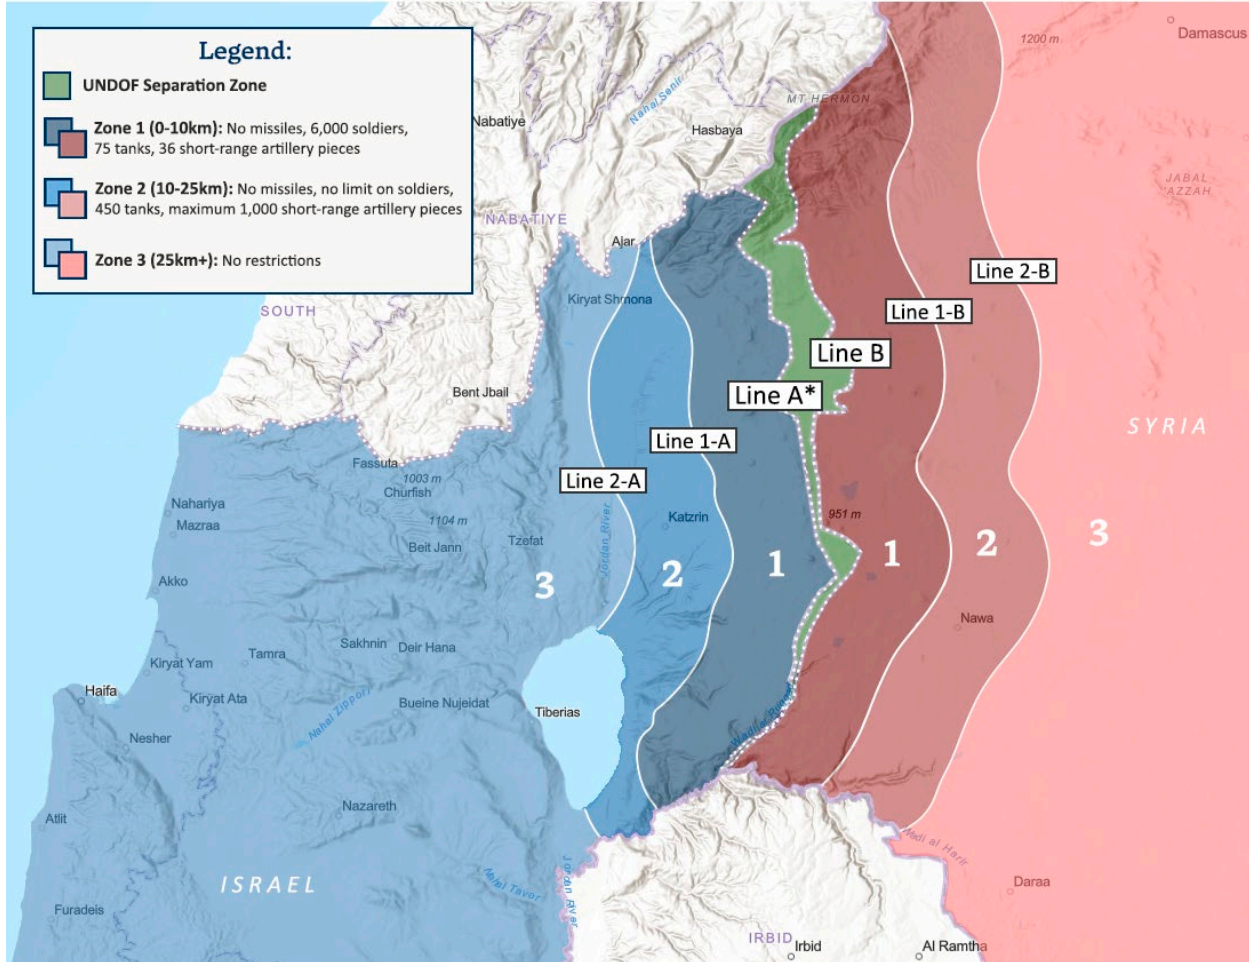 Legend:
UNDOF Separation Zone
Zone 1 (0-10km): No missiles, 6,000 soldiers,
75 tanks, 36 short-range artillery pieces
Zone 2 (10-25km): No missiles, no limit on soldiers,
450 tanks, maximum 1,000 short-range artillery pieces
Zone 3 (25km+): No restrictions
Damascus
1200 m
MT HERMON
Nahal Senir
Nabatiye
Hasbaya
JABAL
'AZZAH
NABATIYE
Ajar
Line 2-B
Kiryat Shmona
SOUTH
Line 1-B
Line B
Bent Jbail
Line A*
SYRIA
Line 1-A
Fassuta
1003 m
Churfish
Line 2-A
Nahariya
Mazraa
1104 m
Jordan River
Katzrin
951 m
Beit Jann
Tzefat
3
2
1
1
2
3
Akko
Nawa
Sakhnin
Deir Hana
Tamra
Kiryat Yam
Haifa
Kiryat Ata
Bueine Nujeidat
Nahal Zippori
Tiberias
Nesher
Nazareth
Atlit
Wadi al Harir
ISRAEL
Nahal Tavor
Jordan River
Daraa
Furadeis
IRBID
Irbid
Al Ramtha